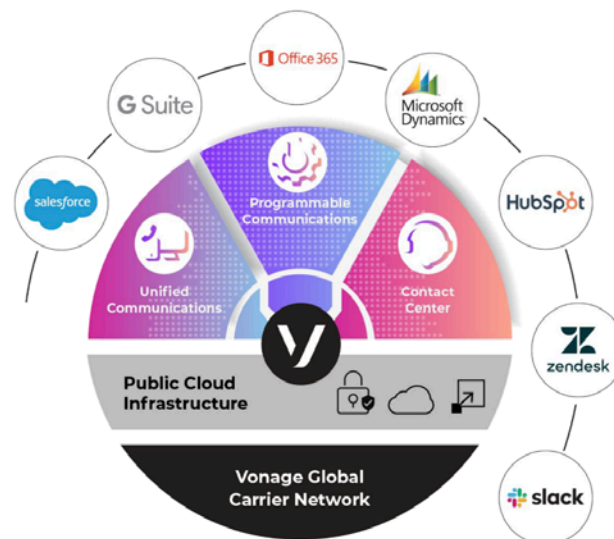 Office 365
G Suite
Microsoft
Dynamics
salesforce
HubSpot
Programmable
Communications
Unified
Communications
Contact
Center
zendesk
Public Cloud
Infrastructure
Vonage Global
Carrier Network
slack